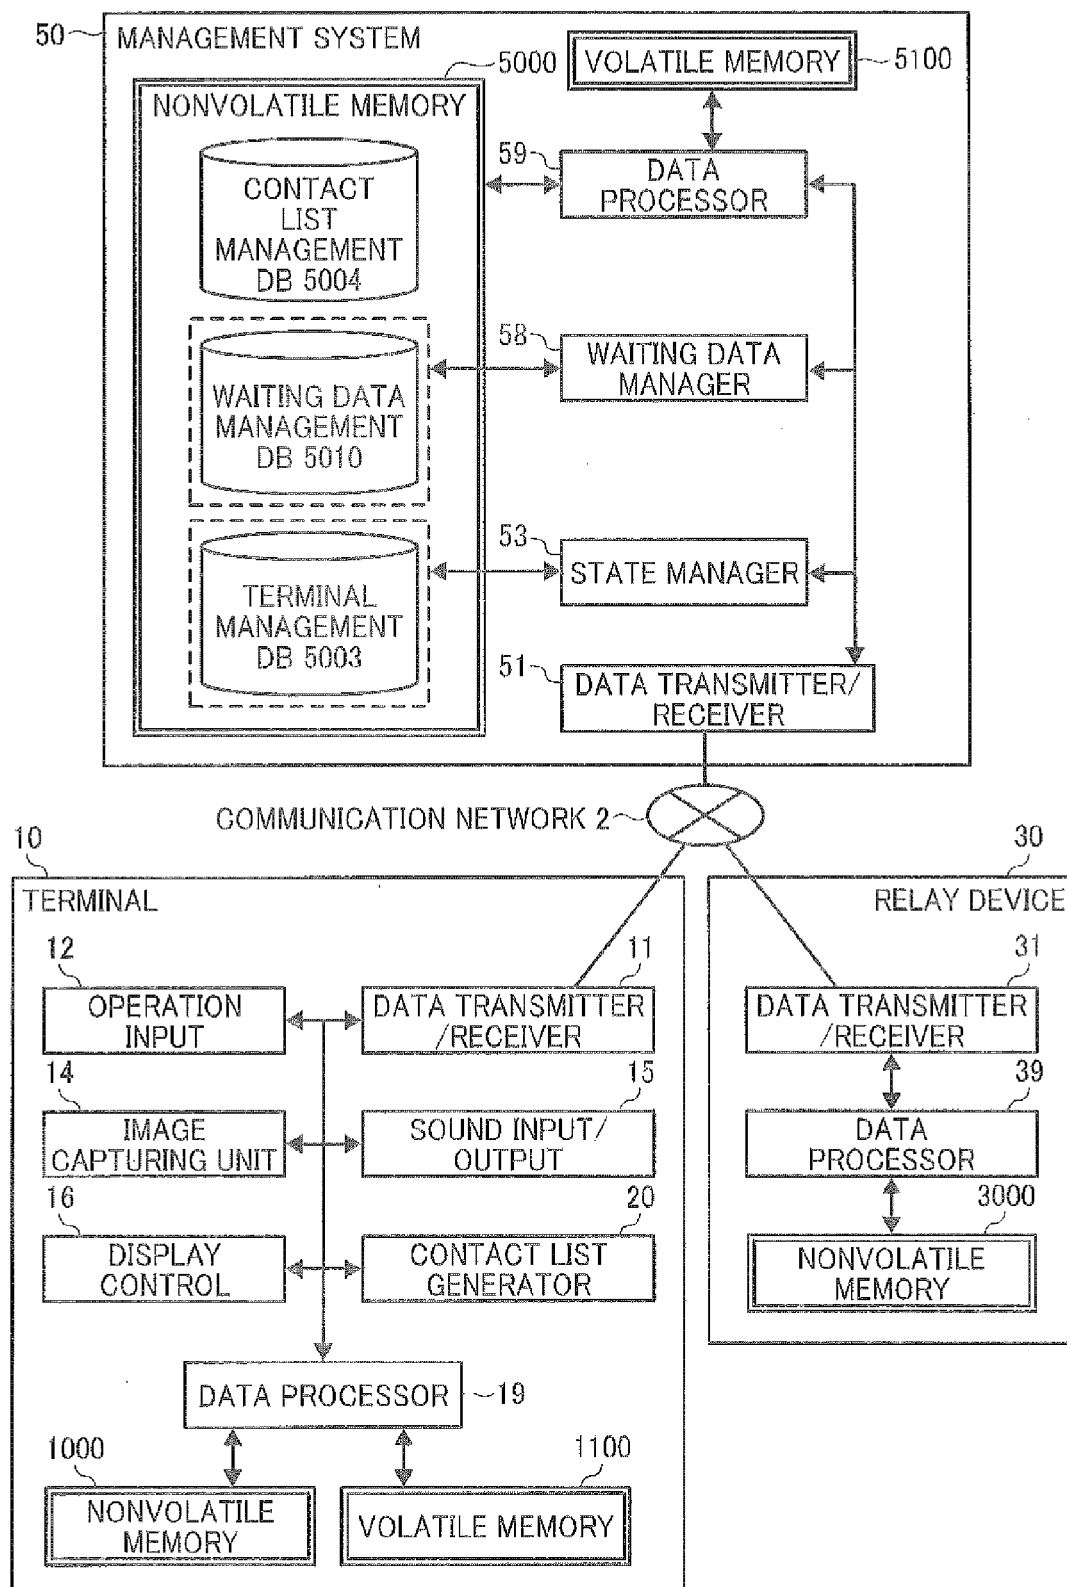 50
MANAGEMENT SYSTEM
5000
NONVOLATILE MEMORY
VOLATILE MEMORY
5100
CONTACT
LIST
MANAGEMENT
DB 5004
59
DATA
PROCESSOR
WAITING DATA
MANAGEMENT
DB 5010
58
WAITING DATA
MANAGER
TERMINAL
MANAGEMENT
DB 5003
53
STATE MANAGER
51
DATA TRANSMITTER/
RECEIVER
COMMUNICATION NETWORK 2
10
TERMINAL
12
OPERATION
INPUT
11
DATA TRANSMITTER
/RECEIVER
14
IMAGE
CAPTURING UNIT
15
SOUND INPUT/
OUTPUT
16
DISPLAY
CONTROL
20
CONTACT LIST
GENERATOR
DATA PROCESSOR
19
1000
NONVOLATILE
MEMORY
1100
VOLATILE MEMORY
30
RELAY DEVICE
31
DATA TRANSMITTER
/RECEIVER
39
DATA
PROCESSOR
3000
NONVOLATILE
MEMORY